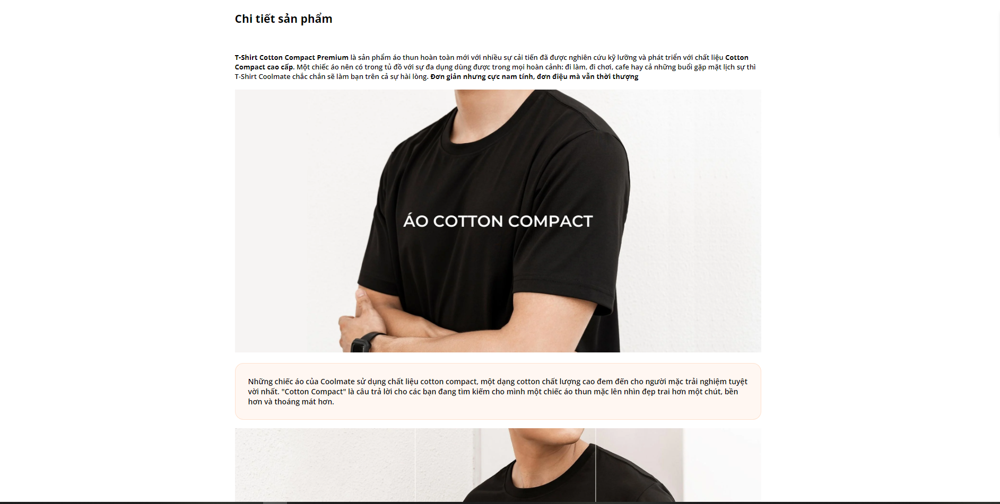 Chi tiết sản phẩm
T-Shirt Cotton Compact Premium là sản phẩm áo thun hoàn toàn mới với nhiều sự cải tiến đã được nghiên cứu kỹ lưỡng và phát triển với chất liệu Cotton
Compact cao cấp. Một chiếc áo nên có trong tủ đồ với sự đa dụng dùng được trong mọi hoàn cảnh: đi làm, đi chơi, cafe hay cả những buổi gặp mặt lịch sự thì
T-Shirt Coolmate chắc chắn sẽ làm bạn trên cả sự hài lòng. Đơn giản nhưng cực nam tính, đơn điệu mà vẫn thời thượng
ÁO COTTON COMPACT
Những chiếc áo của Coolmate sử dụng chất liệu cotton compact, một dạng cotton chất lượng cao đem đến cho người mặc trải nghiệm tuyệt
vời nhất. "Cotton Compact" là câu trả lời cho các bạn đang tìm kiếm cho mình một chiếc áo thun mặc lên nhìn đẹp trai hơn một chút, bền
hơn và thoáng mát hơn.